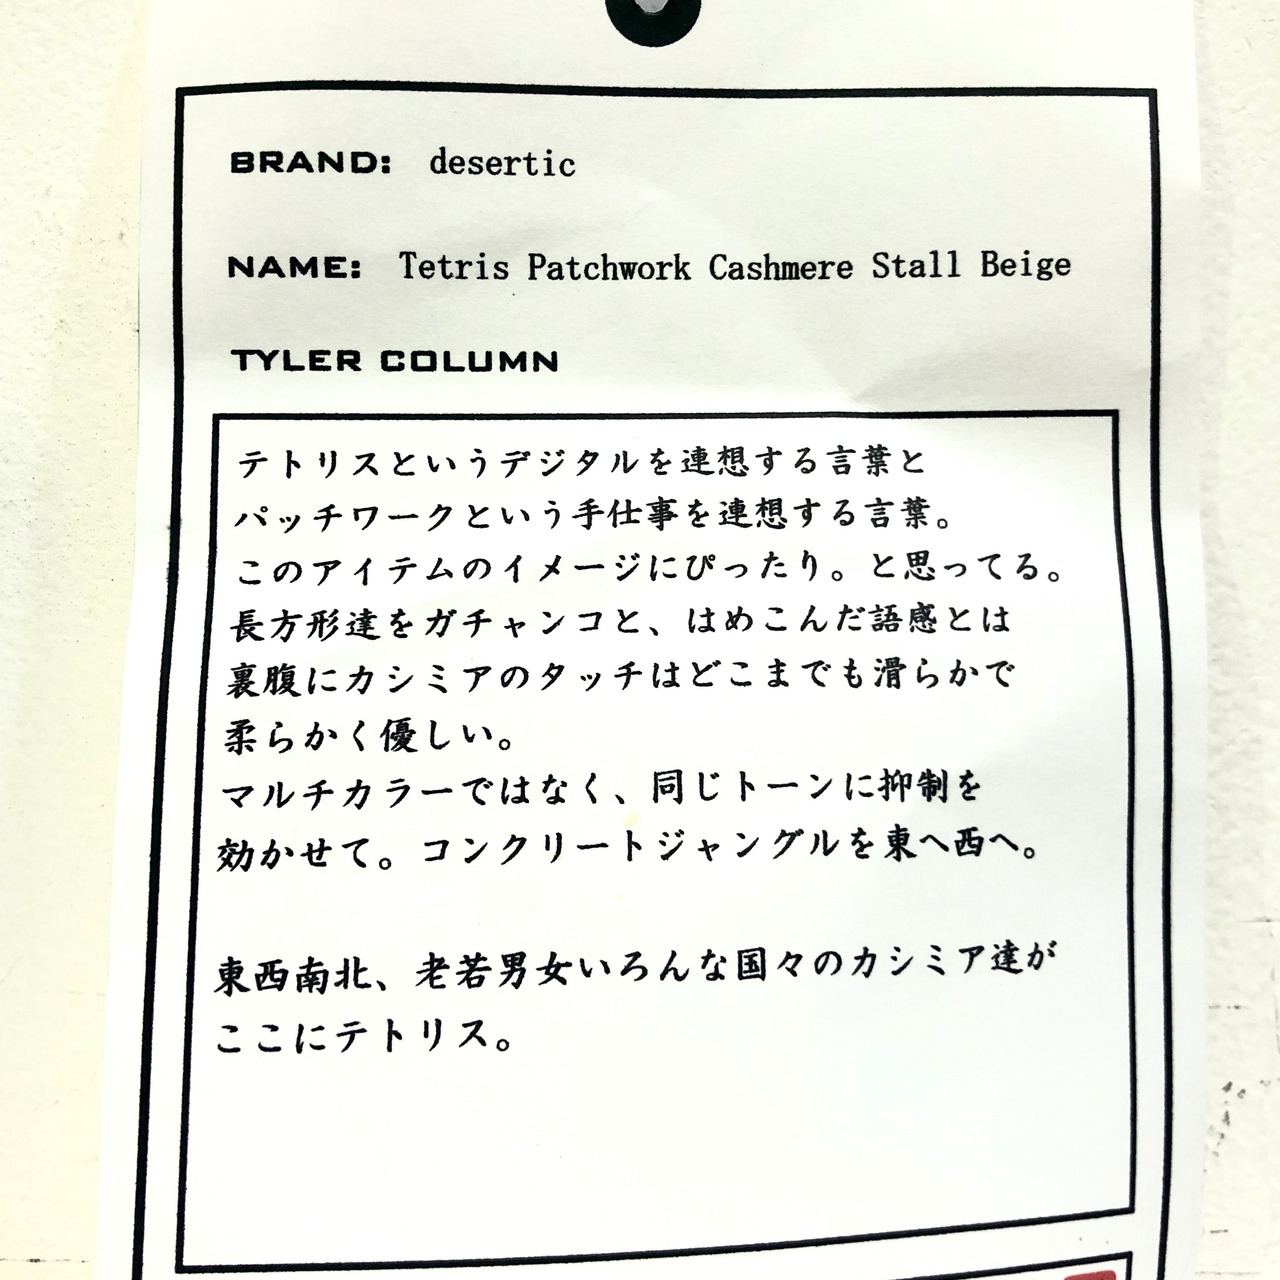 BRAND: desertic
NAME: Tetris Patchwork Cashmere Stall Beige
TYLER COLUMN
テトリスというデジタルを連想する言葉と
パッチワークという手仕事を連想する言葉。
このアイテムのイメージにぴったり。と思ってる。
長方形達をガチャンコと、はめこんだ語感とは
裏腹にカシミアのタッチはどこまでも滑らかで
柔らかく優しい。
マルチカラーではなく、同じトーンに抑制を
効かせて。コンクリートジャングルを東へ西へ。
東西南北、老若男女いろんな国々のカシミア達が
ここにテトリス。